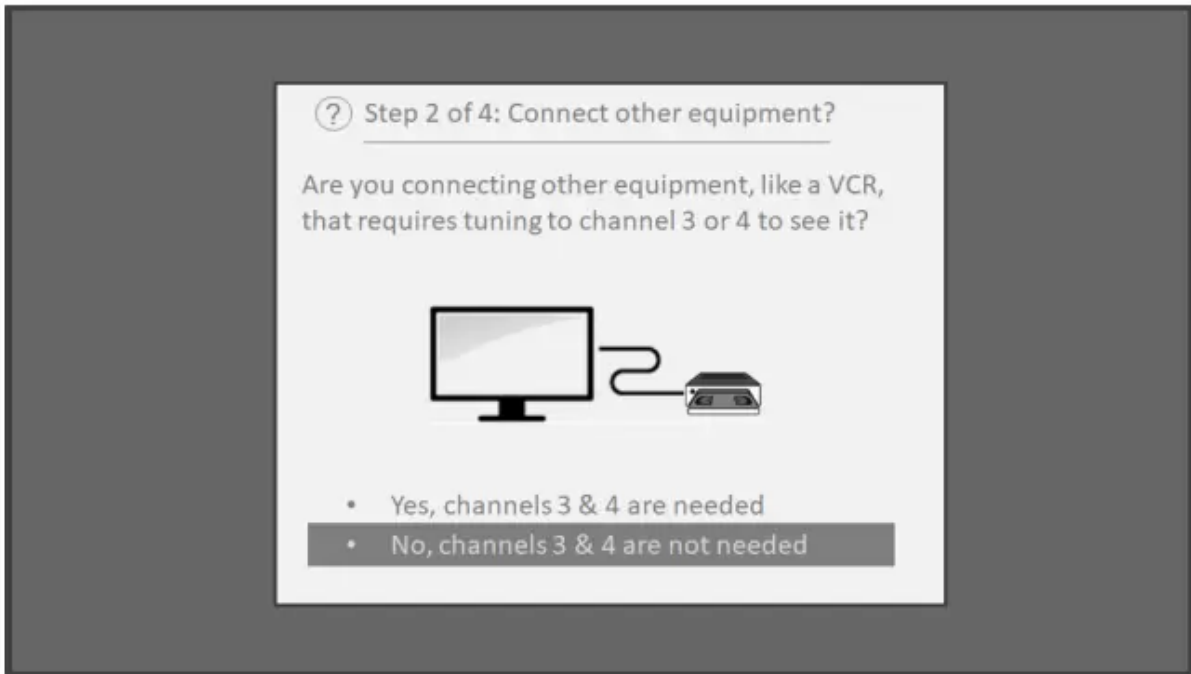 ? Step 2 of 4: Connect other equipment?
Are you connecting other equipment, like a VCR,
that requires tuning to channel 3 or 4 to see it?
• Yes, channels 3 & 4 are needed
• No, channels 3 & 4 are not needed